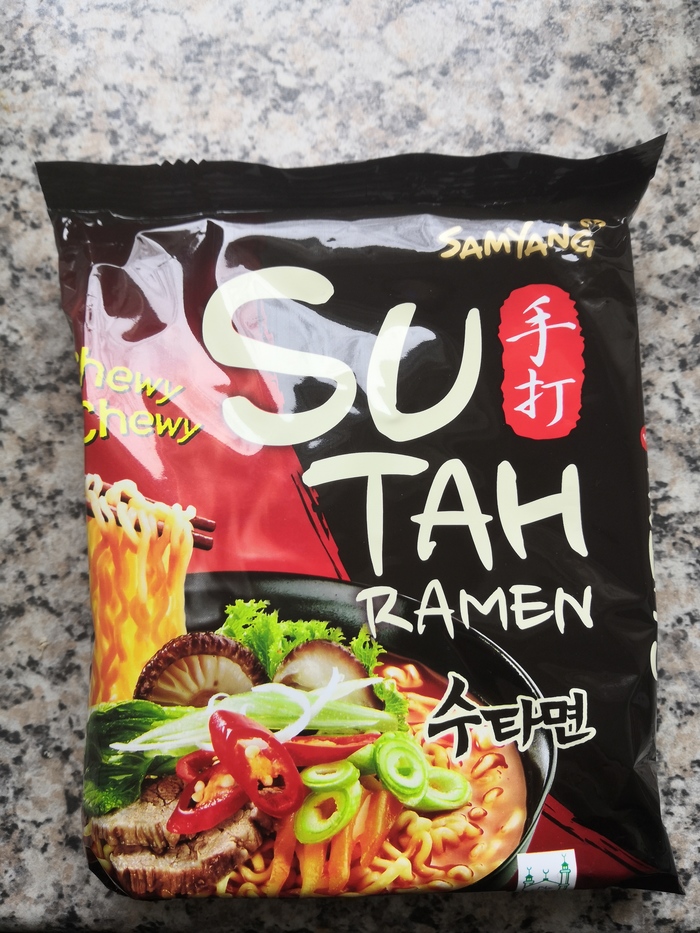 SAMYANG
SU
手
打
Chewy
Chewy
TAH
RAMEN
수타면